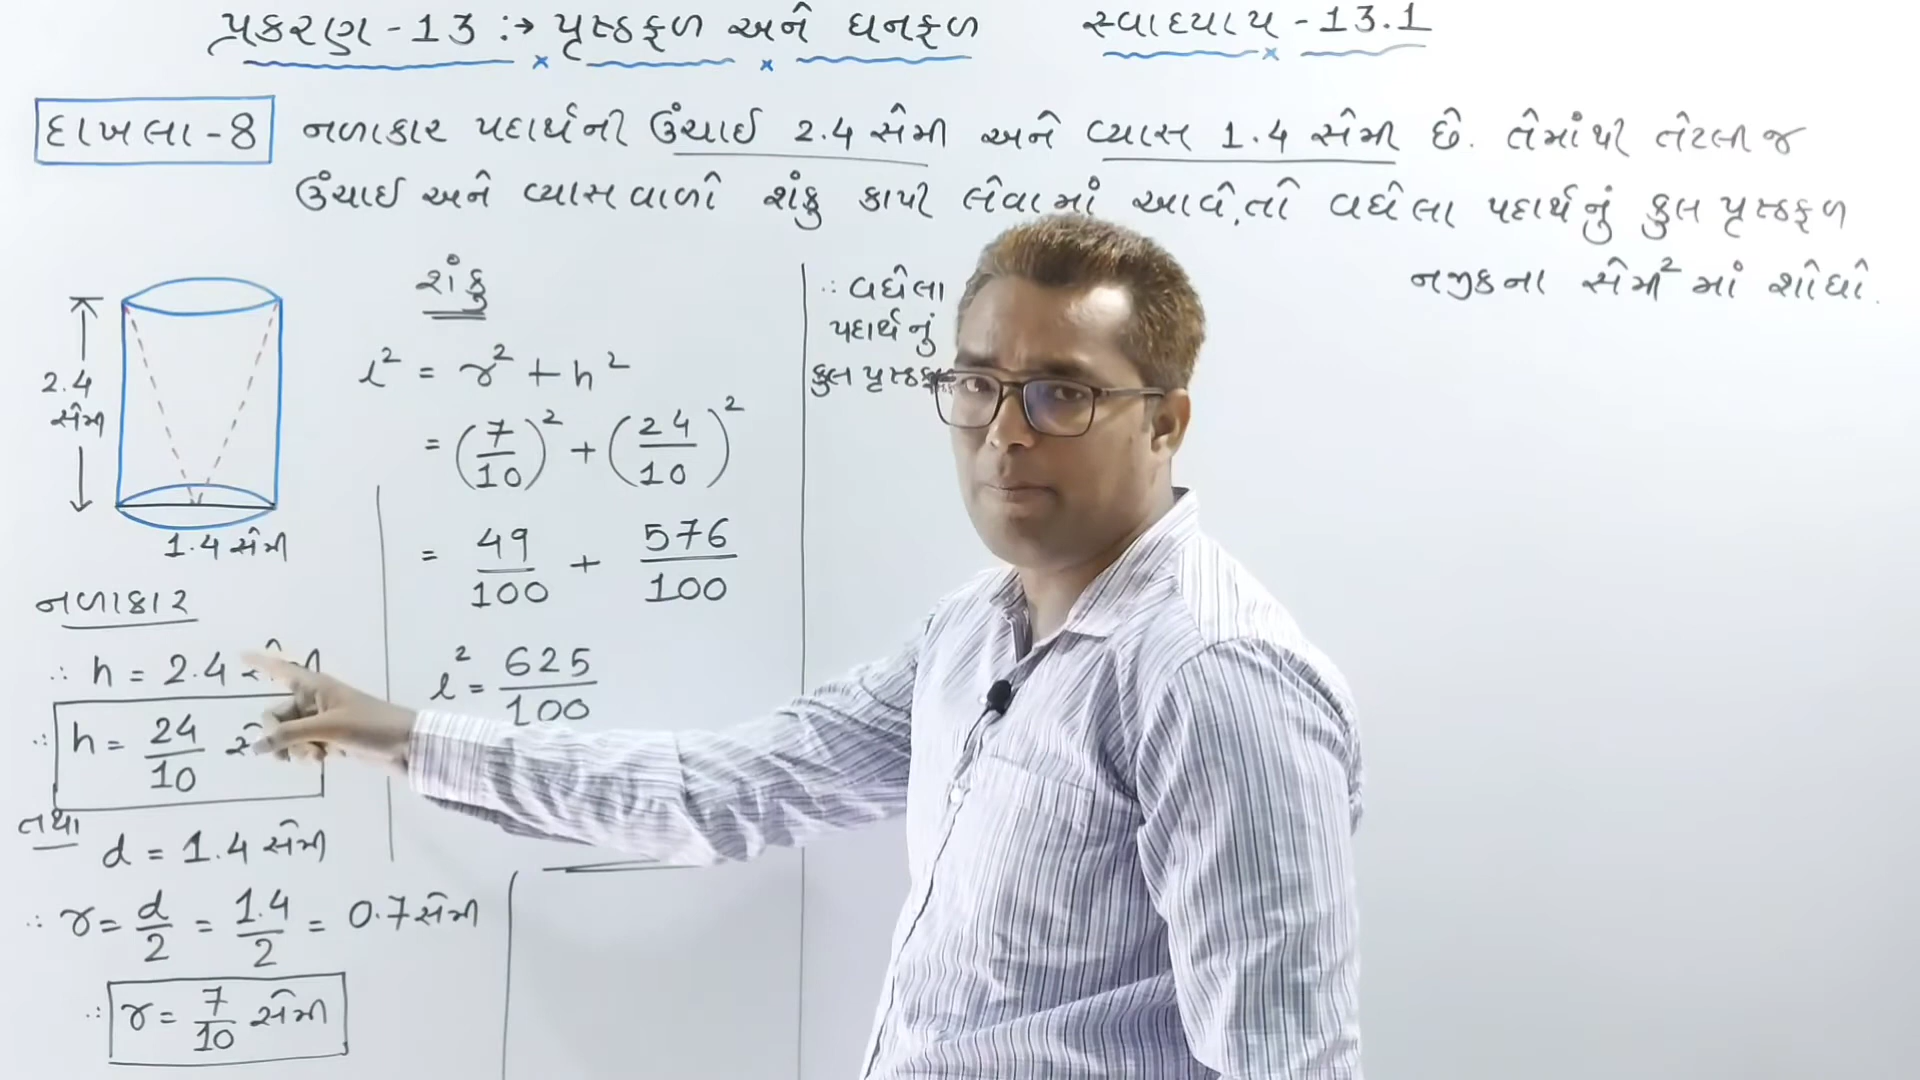 પ્રકરણ - 13 :→ પૃષ્ઠફળ અને ઘનફળ
સ્વાધ્યાય - 13.1
દાખલા - 8
નળાકાર પદાર્થની ઉંચાઈ 2.4 સેમી અને વ્યાસ 1.4 સેમી છે. તેમાંથી તેટલી જ
ઉંચાઈ અને વ્યાસવાળો શંકુ કાપી લેવામાં આવે, તો વધેલા પદાર્થનું કુલ પૃષ્ઠફળ
નજીકના સેમી² માં શોધો.
2.4
સેમી
1.4 સેમી
નળાકાર
∴ h = 2.4
∴ h = 24/10
તથા
d = 1.4 સેમી
∴ r = d/2 = 1.4/2 = 0.7 સેમી
∴ r = 7/10 સેમી
શંકુ
l² = r² + h²
= (7/10)² + (24/10)²
= 49/100 + 576/100
l² = 625/100
∴ વધેલા
પદાર્થનું
કુલ